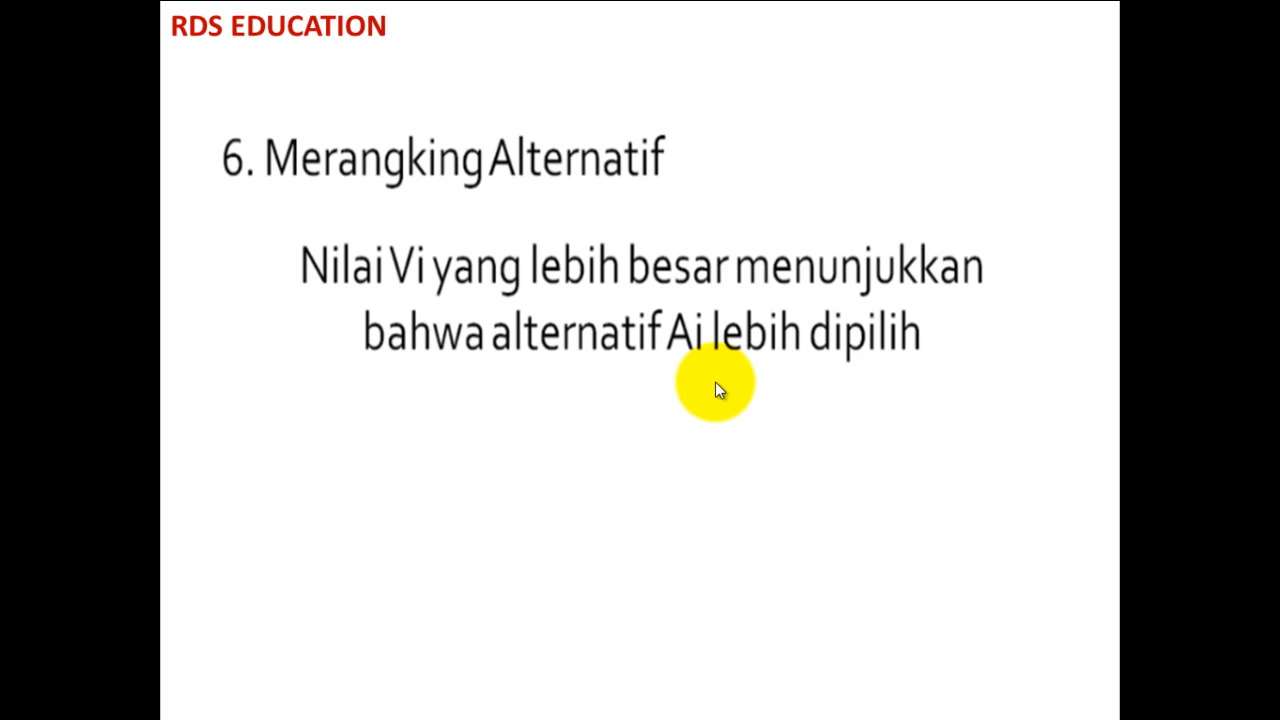 RDS EDUCATION
6. Merangking Alternatif
Nilai Vi yang lebih besar menunjukkan
bahwa alternatif Ai lebih dipilih